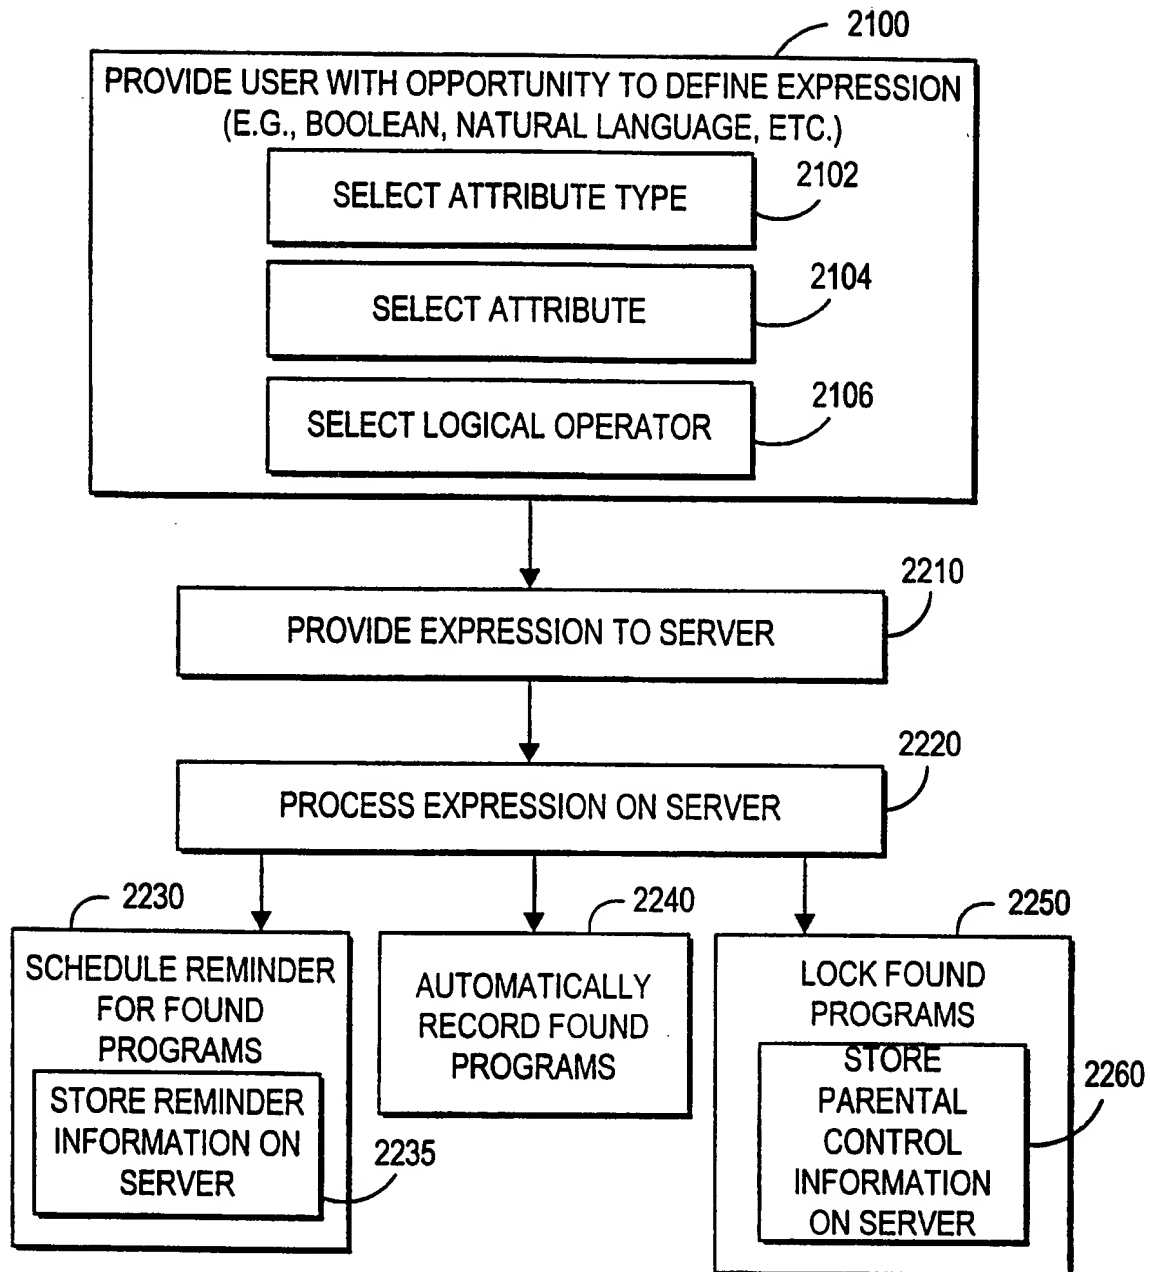 2100
PROVIDE USER WITH OPPORTUNITY TO DEFINE EXPRESSION
(E.G., BOOLEAN, NATURAL LANGUAGE, ETC.)
2102
SELECT ATTRIBUTE TYPE
2104
SELECT ATTRIBUTE
2106
SELECT LOGICAL OPERATOR
2210
PROVIDE EXPRESSION TO SERVER
2220
PROCESS EXPRESSION ON SERVER
2230
SCHEDULE REMINDER
FOR FOUND
PROGRAMS
STORE REMINDER
INFORMATION ON
SERVER
2235
2240
AUTOMATICALLY
RECORD FOUND
PROGRAMS
2250
LOCK FOUND
PROGRAMS
STORE
PARENTAL
CONTROL
INFORMATION
ON SERVER
2260